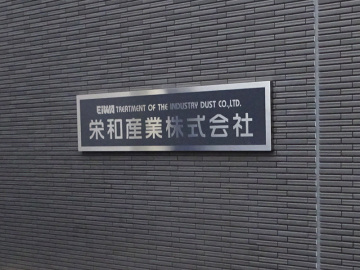 EIWA TREATMENT OF THE INDUSTRY DUST CO.,LTD.
栄和産業株式会社